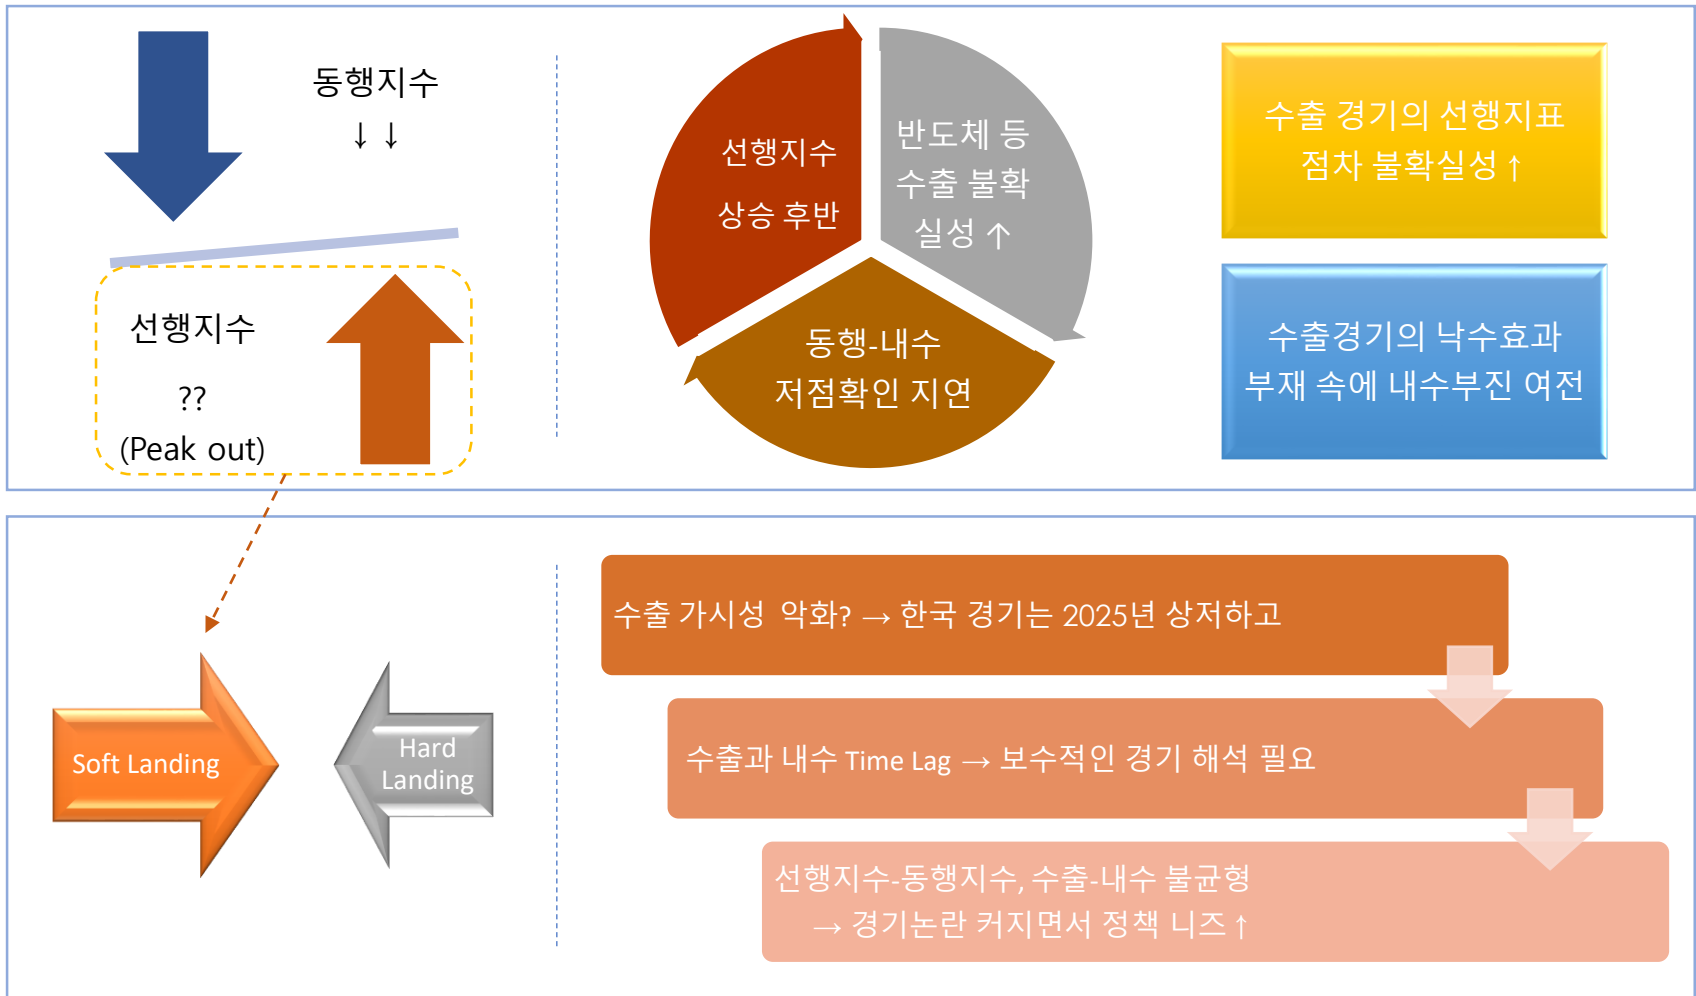 동행지수
↓ ↓
선행지수
??
(Peak out)
선행지수
상승 후반
반도체 등
수출 불확
실성 ↑
동행-내수
저점확인 지연
수출 경기의 선행지표
점차 불확실성 ↑
수출경기의 낙수효과
부재 속에 내수부진 여전
Soft Landing
Hard
Landing
수출 가시성 악화? → 한국 경기는 2025년 상저하고
수출과 내수 Time Lag → 보수적인 경기 해석 필요
선행지수-동행지수, 수출-내수 불균형
→ 경기논란 커지면서 정책 니즈 ↑